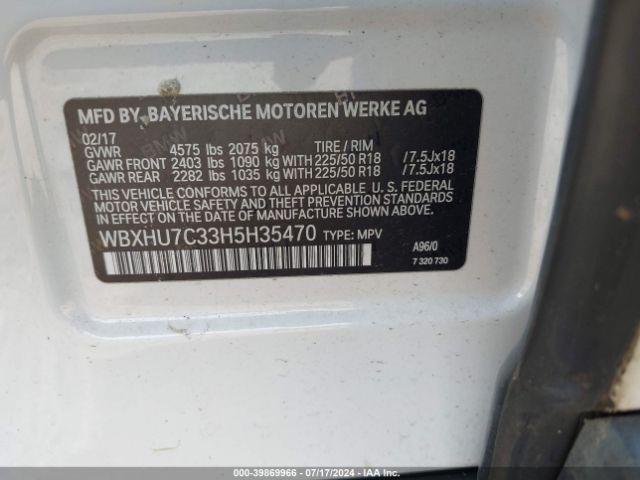 MFD BY. BAYERISCHE MOTOREN WERKE AG
02/17
GVWR 4575 lbs 2075 kg TIRE / RIM
GAWR FRONT 2403 lbs 1090 kg WITH 225/50 R18 /7.5Jx18
GAWR REAR 2282 lbs 1035 kg WITH 225/50 R18 /7.5Jx18
THIS VEHICLE CONFORMS TO ALL APPLICABLE U. S. FEDERAL
MOTOR VEHICLE SAFETY AND THEFT PREVENTION STANDARDS
IN EFFECT ON THE DATE OF MANUFACTURE SHOWN ABOVE.
WBXHU7C33H5H35470 TYPE: MPV
A96/0
7 320 730
000-39869966 / 07/17/2024 / IAA Inc.